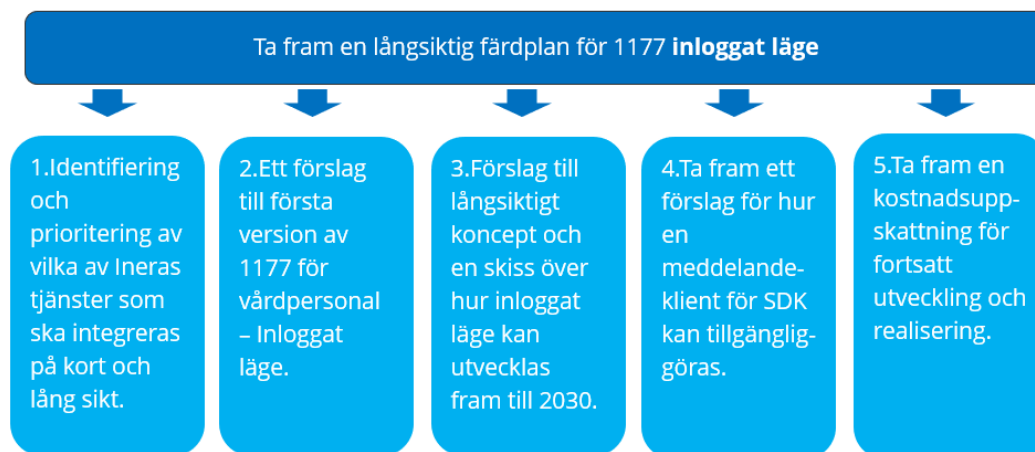 Ta fram en långsiktig färdplan för 1177 inloggat läge
1.Identifiering
och
prioritering av
vilka av Ineras
tjänster som
ska integreras
på kort och
lång sikt.
2.Ett förslag
till första
version av
1177 för
vårdpersonal
– Inloggat
läge.
3.Förslag till
långsiktigt
koncept och
en skiss över
hur inloggat
läge kan
utvecklas
fram till 2030.
4.Ta fram ett
förslag för hur
en
meddelande-
klient för SDK
kan tillgänglig-
göras.
5.Ta fram en
kostnadsupp-
skattning för
fortsatt
utveckling och
realisering.